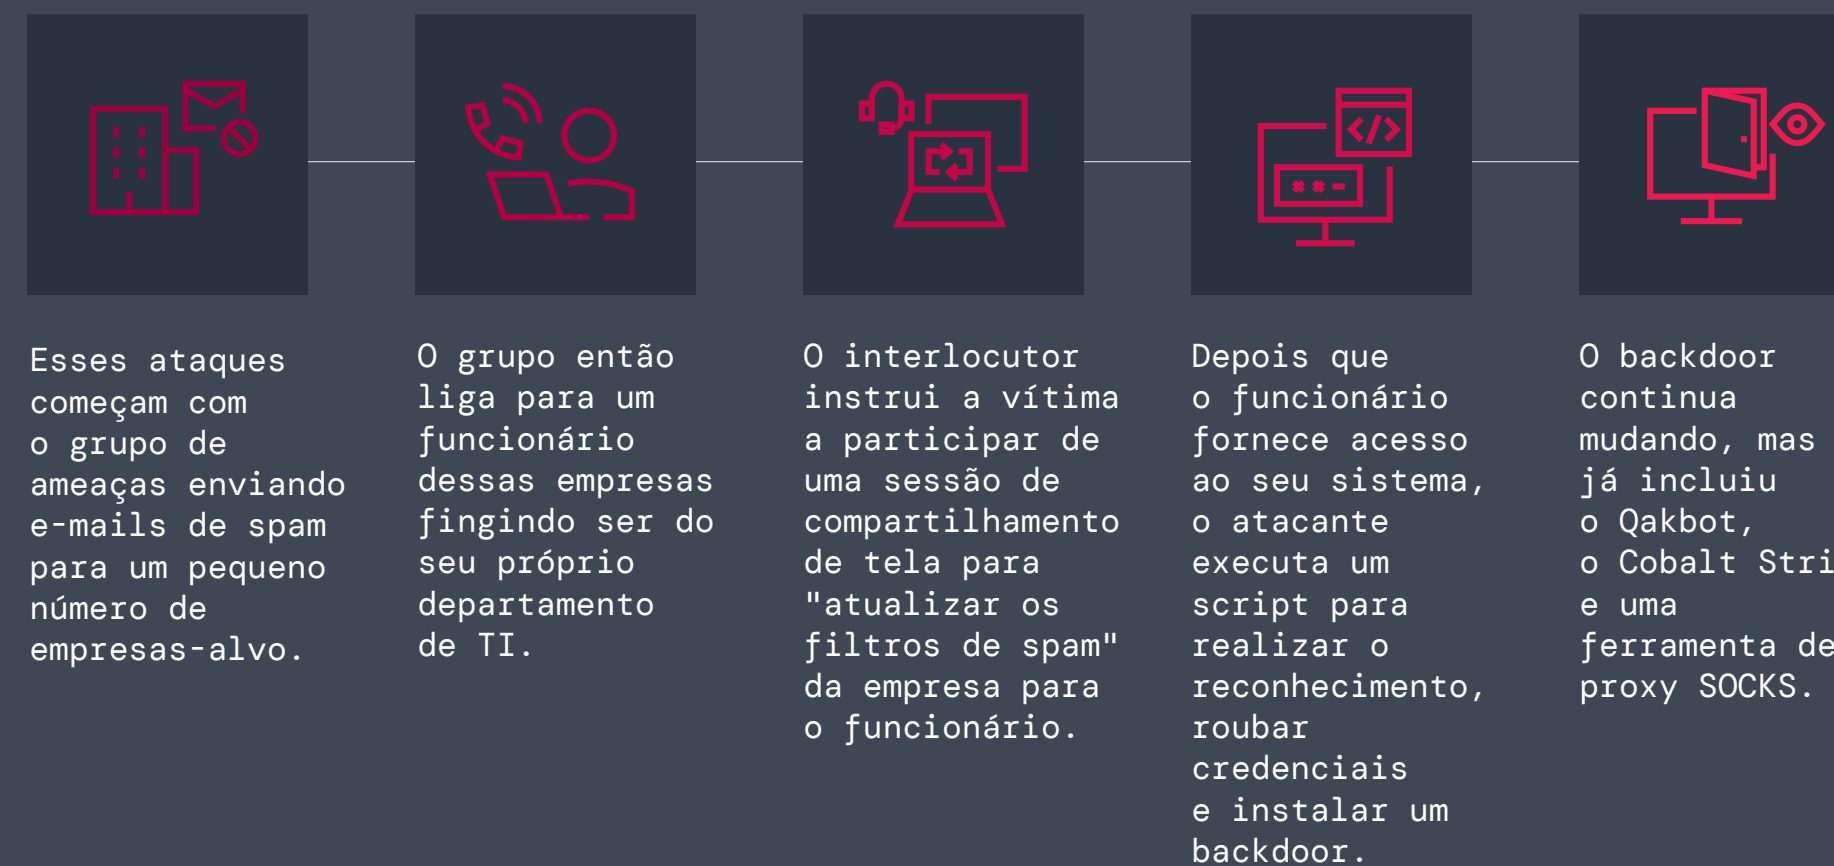 Esses ataques
começam com
o grupo de
ameaças enviando
e-mails de spam
para um pequeno
número de
empresas-alvo.
O grupo então
liga para um
funcionário
dessas empresas
fingindo ser do
seu próprio
departamento
de TI.
O interlocutor
instrui a vítima
a participar de
uma sessão de
compartilhamento
de tela para
"atualizar os
filtros de spam"
da empresa para
o funcionário.
Depois que
o funcionário
fornece acesso
ao seu sistema,
o atacante
executa um
script para
realizar o
reconhecimento,
roubar
credenciais
e instalar um
backdoor.
O backdoor
continua
mudando, mas
já incluiu
o Qakbot,
o Cobalt Stri
e uma
ferramenta de
proxy SOCKS.